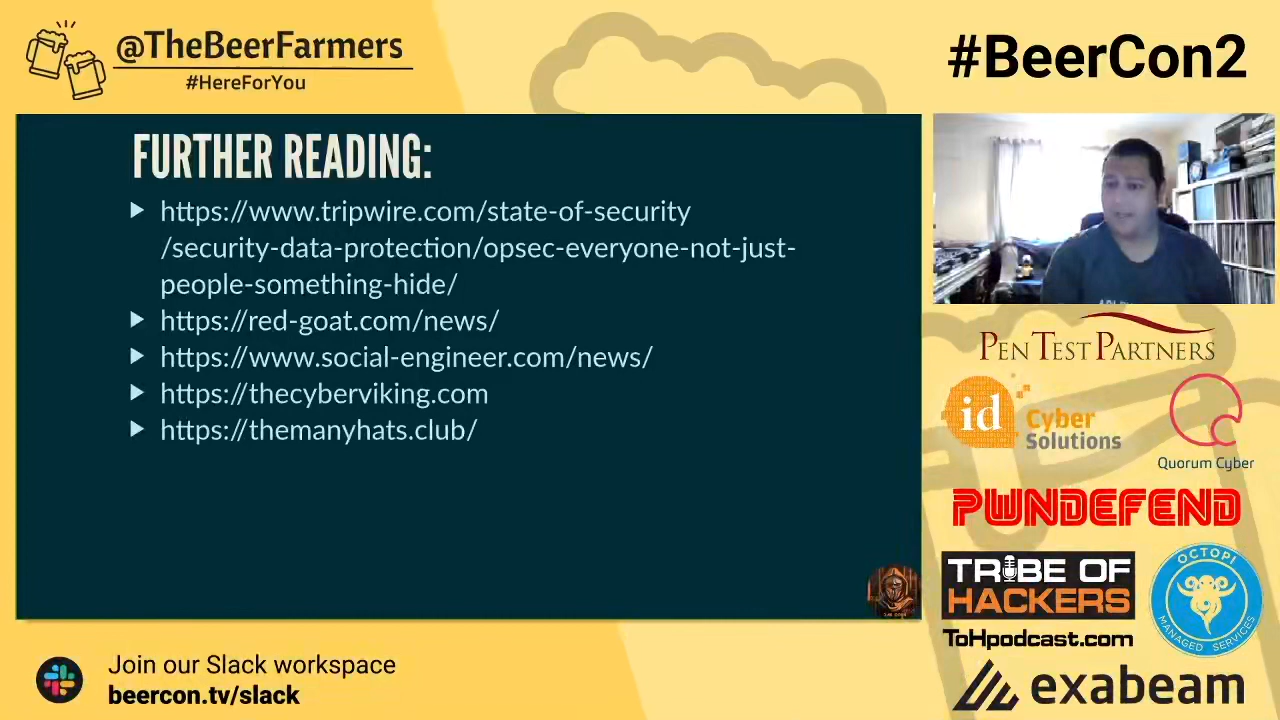 @TheBeerFarmers
#HereForYou
#BeerCon2
FURTHER READING:
https://www.tripwire.com/state-of-security
/security-data-protection/opsec-everyone-not-just-
people-something-hide/
https://red-goat.com/news/
https://www.social-engineer.com/news/
https://thecyberviking.com
https://themanyhats.club/
PEN TEST PARTNERS
id Cyber
Solutions
Quorum Cyber
PWNDEFEND
TRIBE OF
HACKERS
ToHpodcast.com
OCTOPI
MANAGED SERVICES
exabeam
Join our Slack workspace
beercon.tv/slack